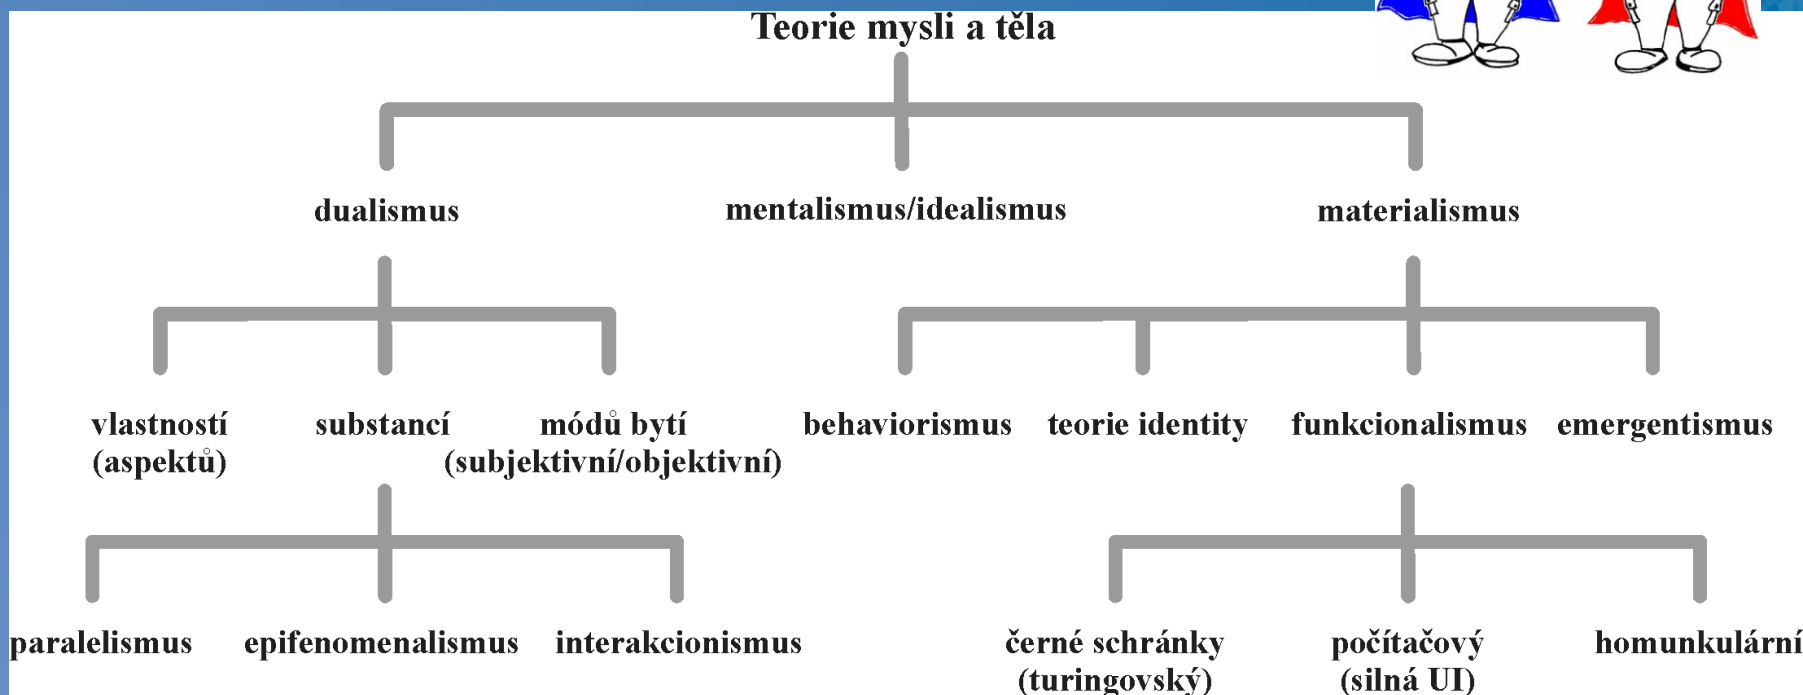 Teorie mysli a těla
dualismus
mentalismus/idealismus
materialismus
vlastností
(aspektů)
substancí
módů bytí
(subjektivní/objektivní)
behaviorismus
teorie identity
funkcionalismus
emergentismus
paralelismus
epifenomenalismus
interakcionismus
černé schránky
(turingovský)
počítačový
(silná UI)
homunkulární